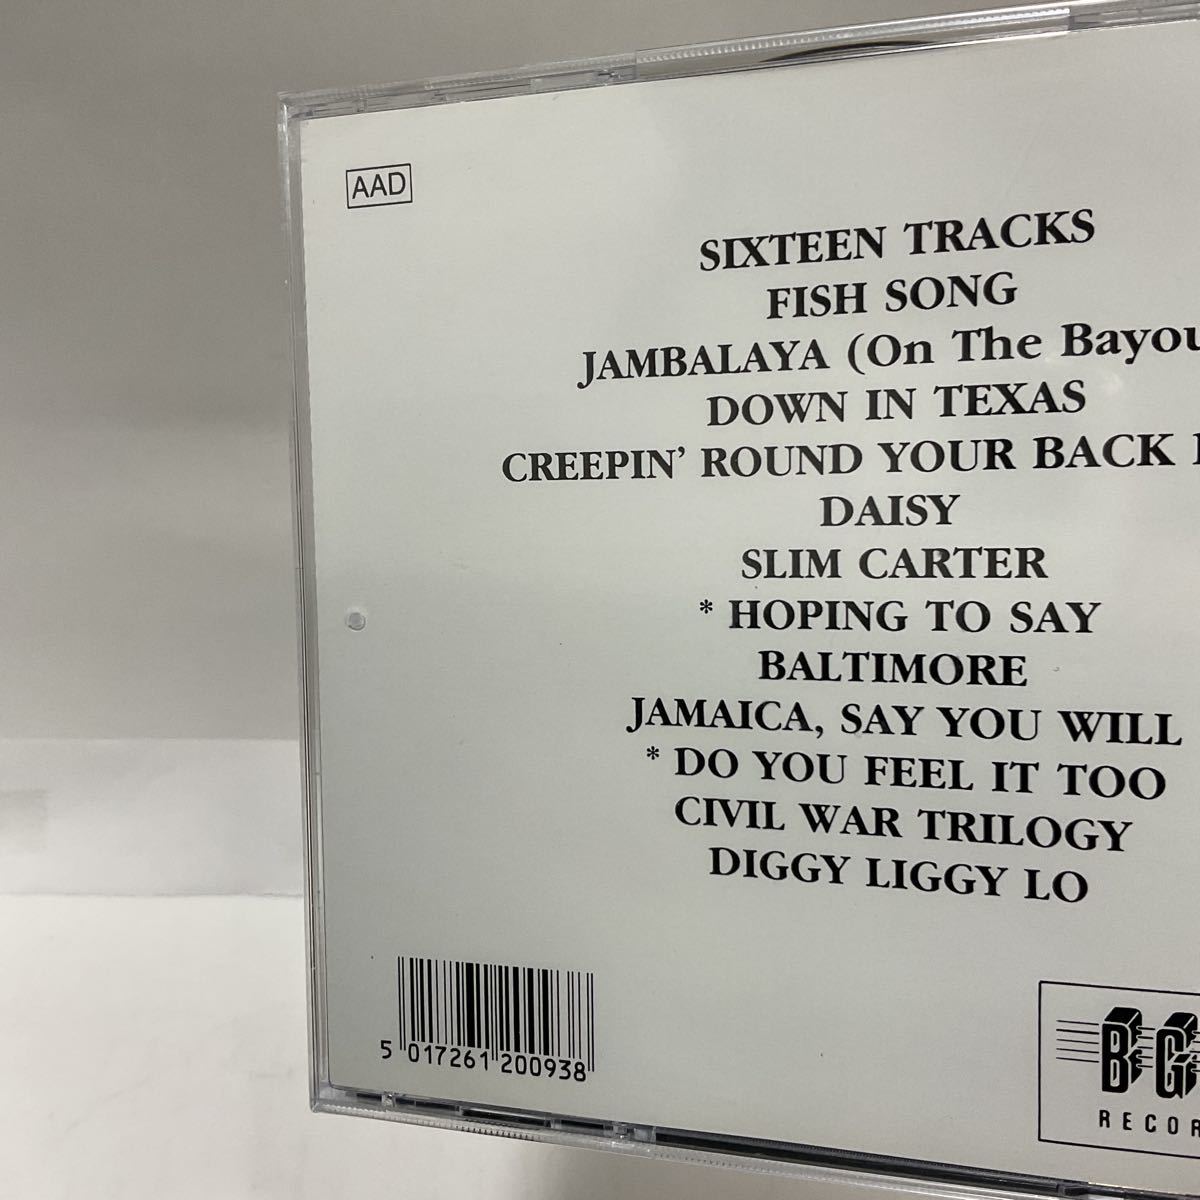 AAD
SIXTEEN TRACKS
FISH SONG
JAMBALAYA (On The Bayou
DOWN IN TEXAS
CREEPIN' ROUND YOUR BACK
DAISY
SLIM CARTER
* HOPING TO SAY
BALTIMORE
JAMAICA, SAY YOU WILL
* DO YOU FEEL IT TOO
CIVIL WAR TRILOGY
DIGGY LIGGY LO
5 017261 200938
BG
RECOR